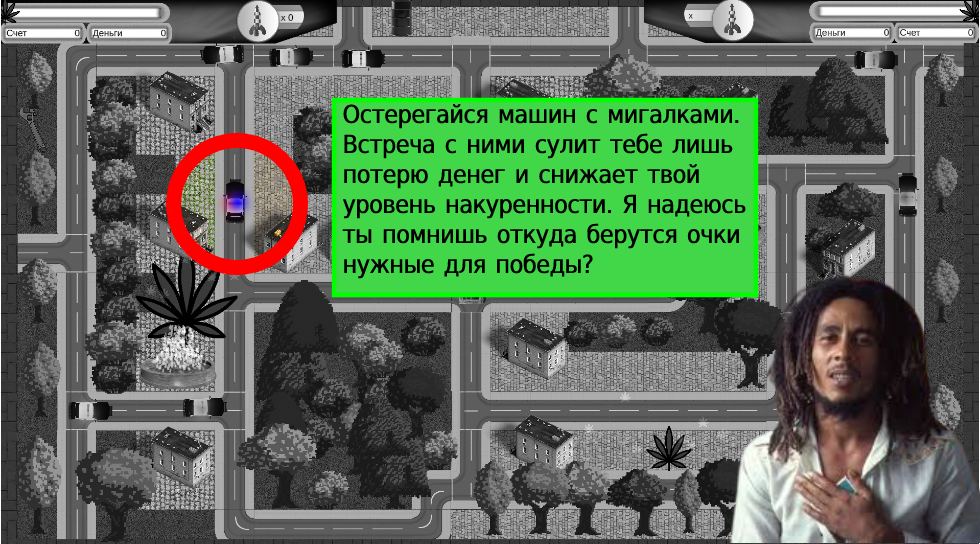 x 0
x
Счет 0
Деньги 0
Деньги 0
Счет 0
Остерегайся машин с мигалками.
Встреча с ними сулит тебе лишь
потерю денег и снижает твой
уровень накуренности. Я надеюсь
ты помнишь откуда берутся очки
нужные для победы?